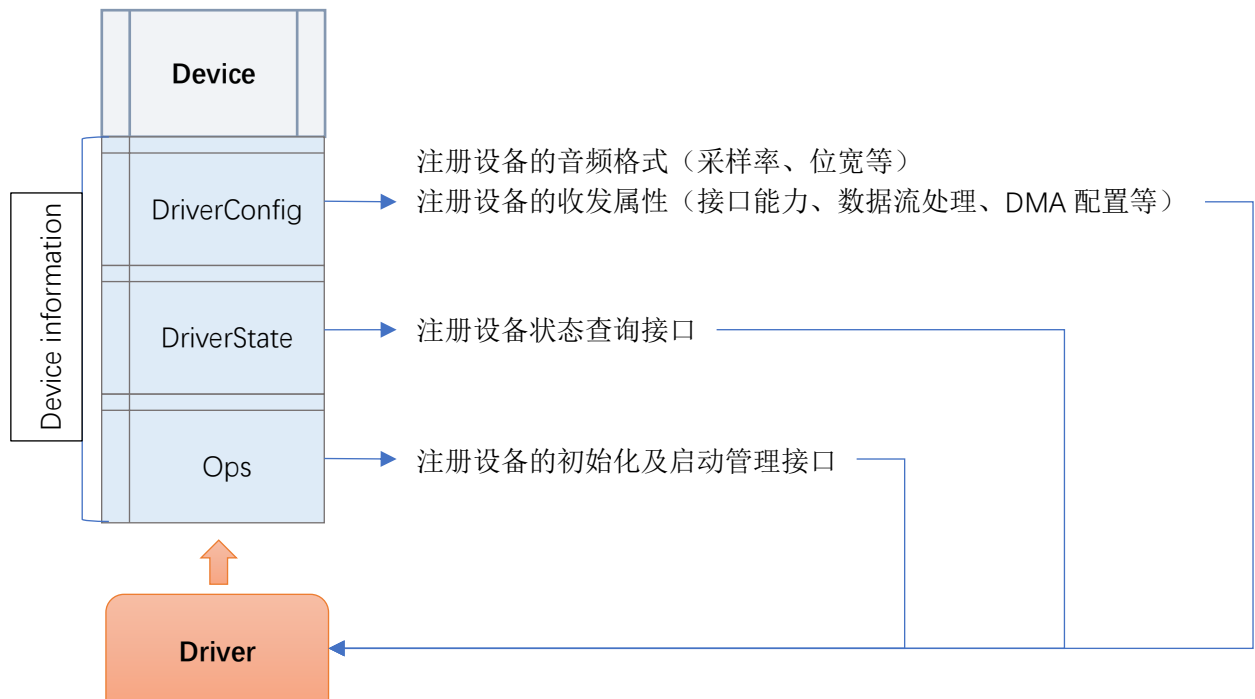 Device
Device information
DriverConfig
注册设备的音频格式（采样率、位宽等）
注册设备的收发属性（接口能力、数据流处理、DMA 配置等）
DriverState
注册设备状态查询接口
Ops
注册设备的初始化及启动管理接口
Driver